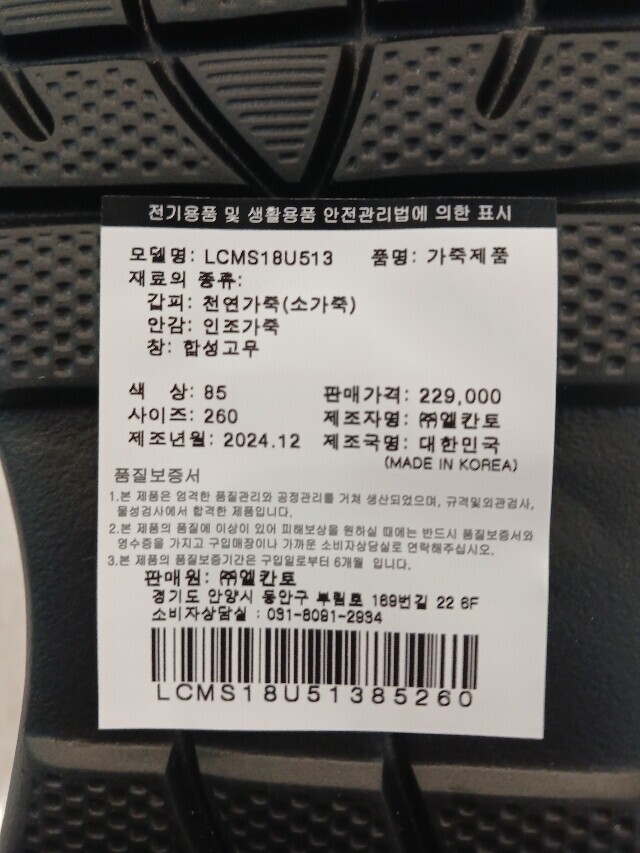 전기용품 및 생활용품 안전관리법에 의한 표시
모델명: LCMS18U513 품명: 가죽제품
재료의 종류:
갑피: 천연가죽(소가죽)
안감: 인조가죽
창: 합성고무
색 상: 85 판매가격: 229,000
사이즈: 260 제조자명: ㈜엘칸토
제조년월: 2024.12 제조국명: 대한민국
(MADE IN KOREA)
품질보증서
1.본 제품은 엄격한 품질관리와 공정관리를 거쳐 생산되었으며, 규격및외관검사,
물성검사에서 합격한 제품입니다.
2.본 제품의 품질에 이상이 있어 피해보상을 원하실 때에는 반드시 품질보증서와
영수증을 가지고 구입매장이나 가까운 소비자상담실로 연락해주십시오.
3.본 제품의 품질보증기간은 구입일로부터 6개월 입니다.
판매원: ㈜엘칸토
경기도 안양시 동안구 부림로 169번길 22 6F
소비자상담실 : 031-8091-2934
LCMS18U51385260